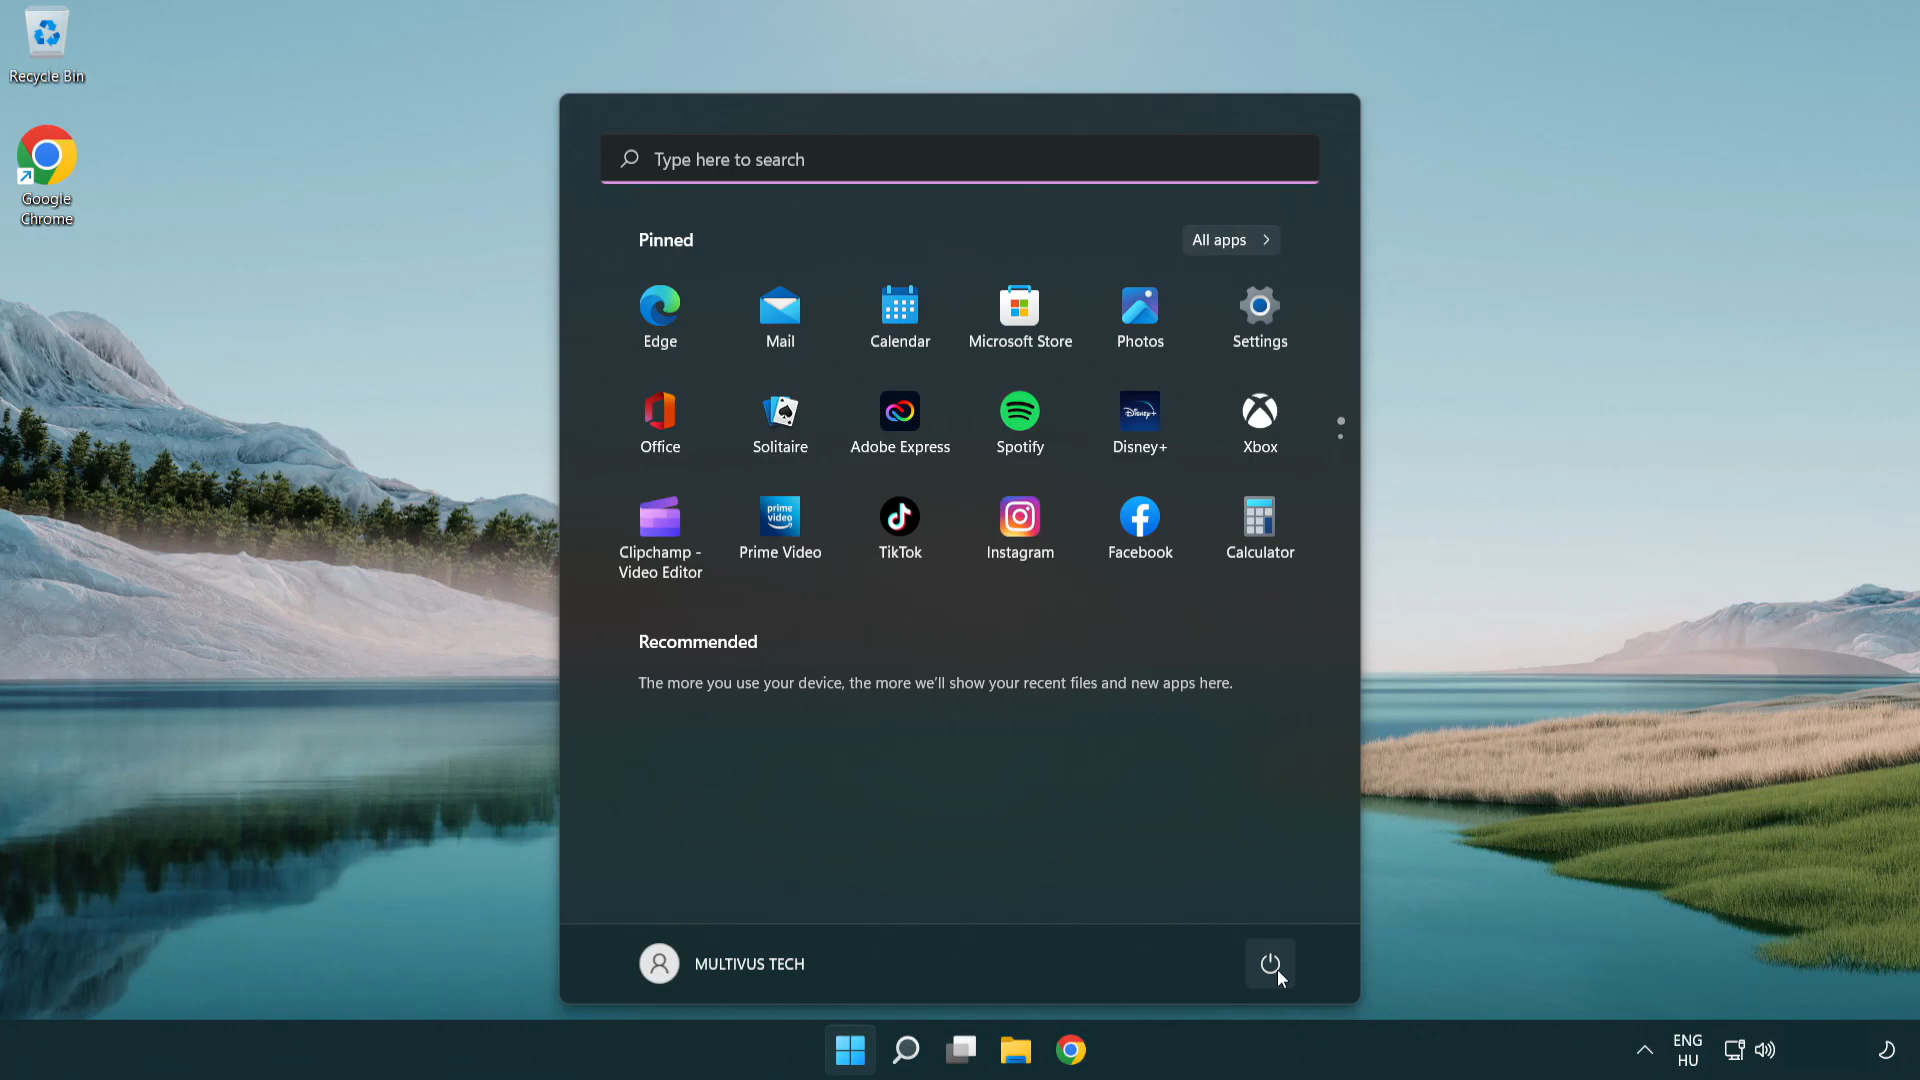 Recycle Bin
Google
Chrome
Type here to search
Pinned
All apps
Edge
Mail
Calendar
Microsoft Store
Photos
Settings
Office
Solitaire
Adobe Express
Disney+
Spotify
Disney+
Xbox
prime
video
Clipchamp -
Video Editor
Prime Video
TikTok
Instagram
Facebook
Calculator
Recommended
The more you use your device, the more we'll show your recent files and new apps here.
MULTIVUS TECH
ENG
HU